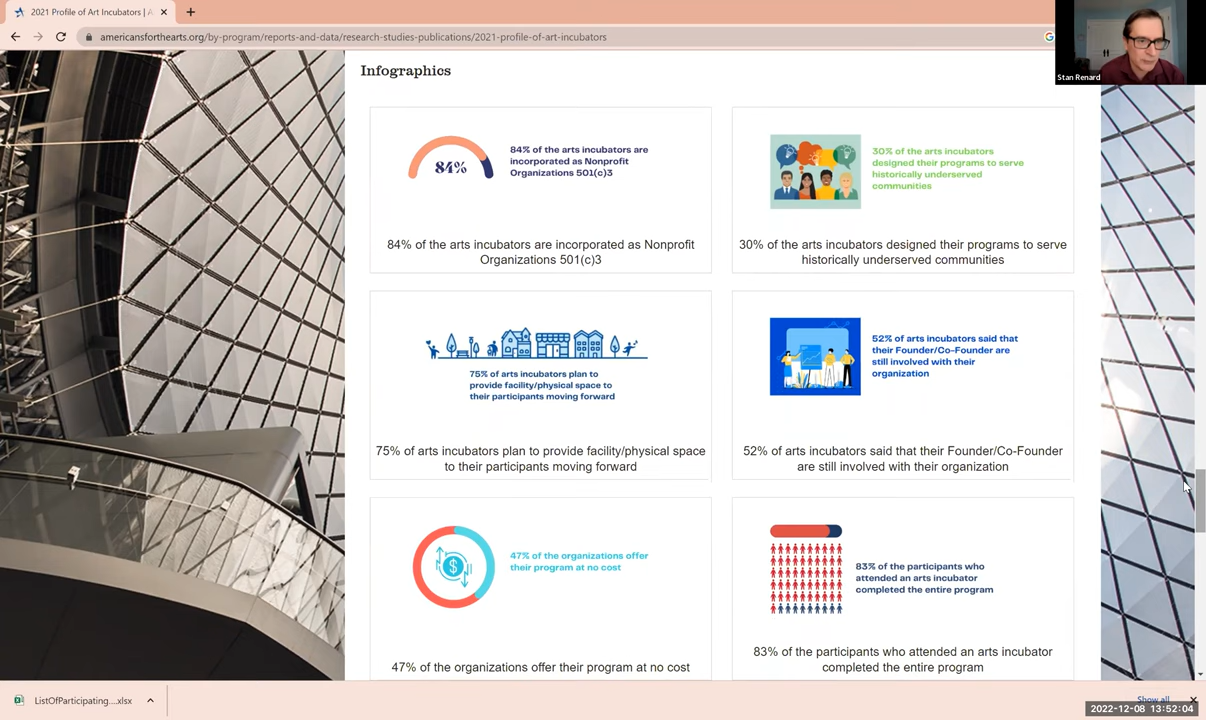 2021 Profile of Art Incubators | A
americansforthearts.org/by-program/reports-and-data/research-studies-publications/2021-profile-of-art-incubators
G
Stan Renard
Infographics
84%
84% of the arts incubators are
incorporated as Nonprofit
Organizations 501(c)3
84% of the arts incubators are incorporated as Nonprofit
Organizations 501(c)3
30% of the arts incubators
designed their programs to serve
historically underserved
communities
30% of the arts incubators designed their programs to serve
historically underserved communities
75% of arts incubators plan to
provide facility/physical space to
their participants moving forward
75% of arts incubators plan to provide facility/physical space
to their participants moving forward
52% of arts incubators said that
their Founder/Co-Founder are
still involved with their
organization
52% of arts incubators said that their Founder/Co-Founder
are still involved with their organization
$
47% of the organizations offer
their program at no cost
47% of the organizations offer their program at no cost
83% of the participants who
attended an arts incubator
completed the entire program
83% of the participants who attended an arts incubator
completed the entire program
ListOfParticipating....xlsx
Show all
2022-12-08 13:52:04